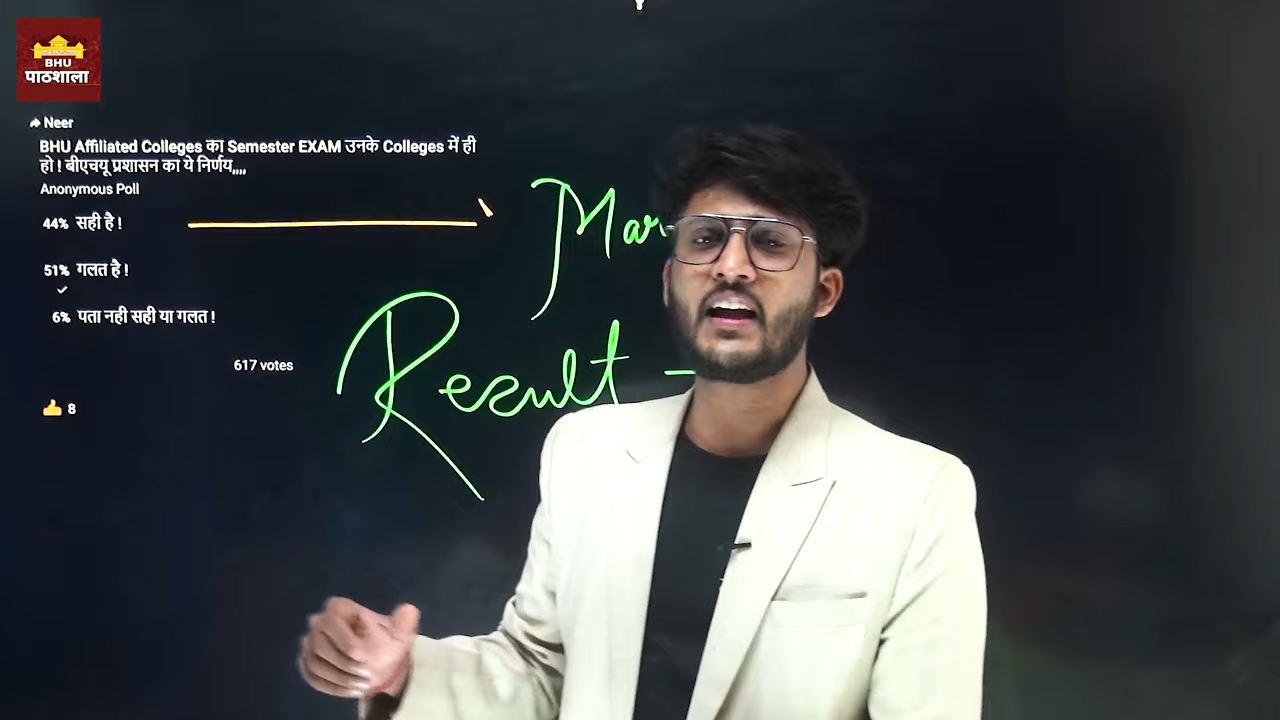 BHU
पाठशाला
Neer
BHU Affiliated Colleges का Semester EXAM उनके Colleges में ही
हो ! बीएचयू प्रशासन का ये निर्णय,,,,
Anonymous Poll
44% सही है !
51% गलत है !
6% पता नही सही या गलत !
617 votes
👍 8
Mar
Result -